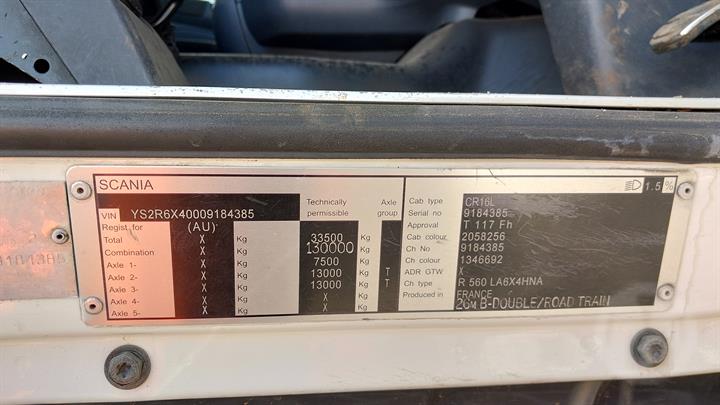 SCANIA
VIN YS2R6X40009184385 Technically permissible Axle group
Regist. for (AU)
Total X Kg 33500 Kg
Combination X Kg 130000 Kg
Axle 1- X Kg 7500 Kg
Axle 2- X Kg 13000 Kg T
Axle 3- X Kg 13000 Kg T
Axle 4- X Kg Kg
Axle 5- X Kg Kg
Cab type CR16L 1.5 %
Serial no 9184385
Approval T 117 Fh
Cab colour 2058256
Ch No 9184385
Ch colour 1346692
ADR GTW X
Ch type R 560 LA6X4HNA
Produced in FRANCE
B-DOUBLE/ROAD TRAIN